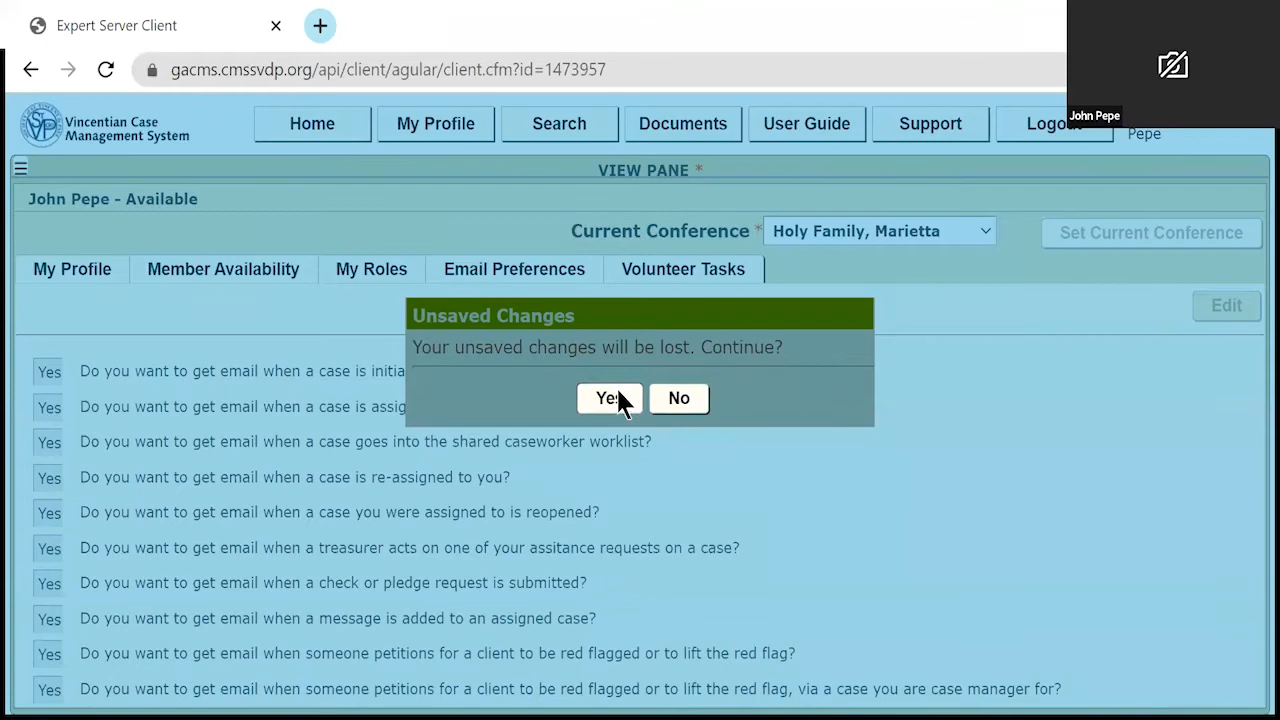 Expert Server Client
gacms.cmssvdp.org/api/client/agular/client.cfm?id=1473957
John Pepe
Vincentian Case
Management System
Home
My Profile
Search
Documents
User Guide
Support
Logou
Pepe
VIEW PANE *
John Pepe - Available
Current Conference *
Holy Family, Marietta
Set Current Conference
My Profile
Member Availability
My Roles
Email Preferences
Volunteer Tasks
Edit
Unsaved Changes
Your unsaved changes will be lost. Continue?
Yes
No
Yes Do you want to get email when a case is initia
Yes Do you want to get email when a case is assig
Yes Do you want to get email when a case goes into the shared caseworker worklist?
Yes Do you want to get email when a case is re-assigned to you?
Yes Do you want to get email when a case you were assigned to is reopened?
Yes Do you want to get email when a treasurer acts on one of your assitance requests on a case?
Yes Do you want to get email when a check or pledge request is submitted?
Yes Do you want to get email when a message is added to an assigned case?
Yes Do you want to get email when someone petitions for a client to be red flagged or to lift the red flag?
Yes Do you want to get email when someone petitions for a client to be red flagged or to lift the red flag, via a case you are case manager for?